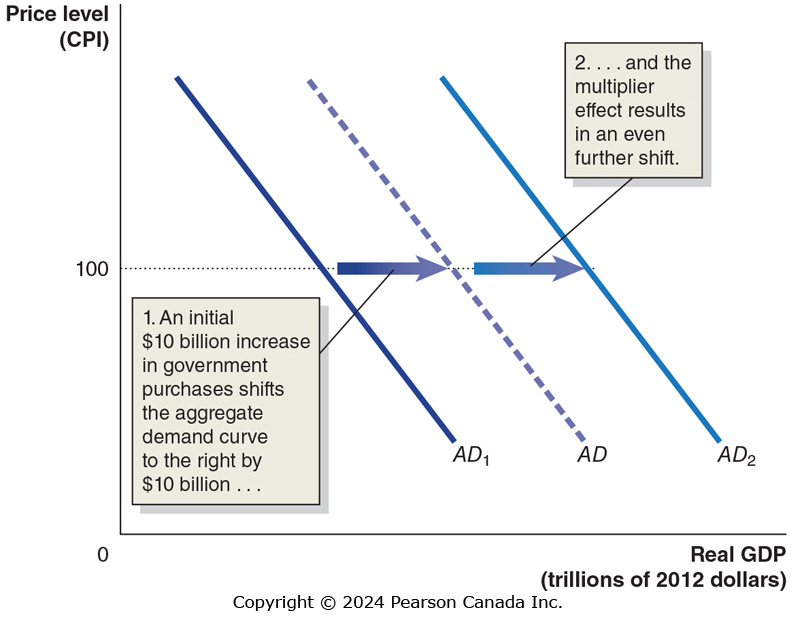 Price level
(CPI)
2. . . . and the
multiplier
effect results
in an even
further shift.
100
1. An initial
$10 billion increase
in government
purchases shifts
the aggregate
demand curve
to the right by
$10 billion . . .
AD1
AD
AD2
0
Real GDP
(trillions of 2012 dollars)
Copyright © 2024 Pearson Canada Inc.